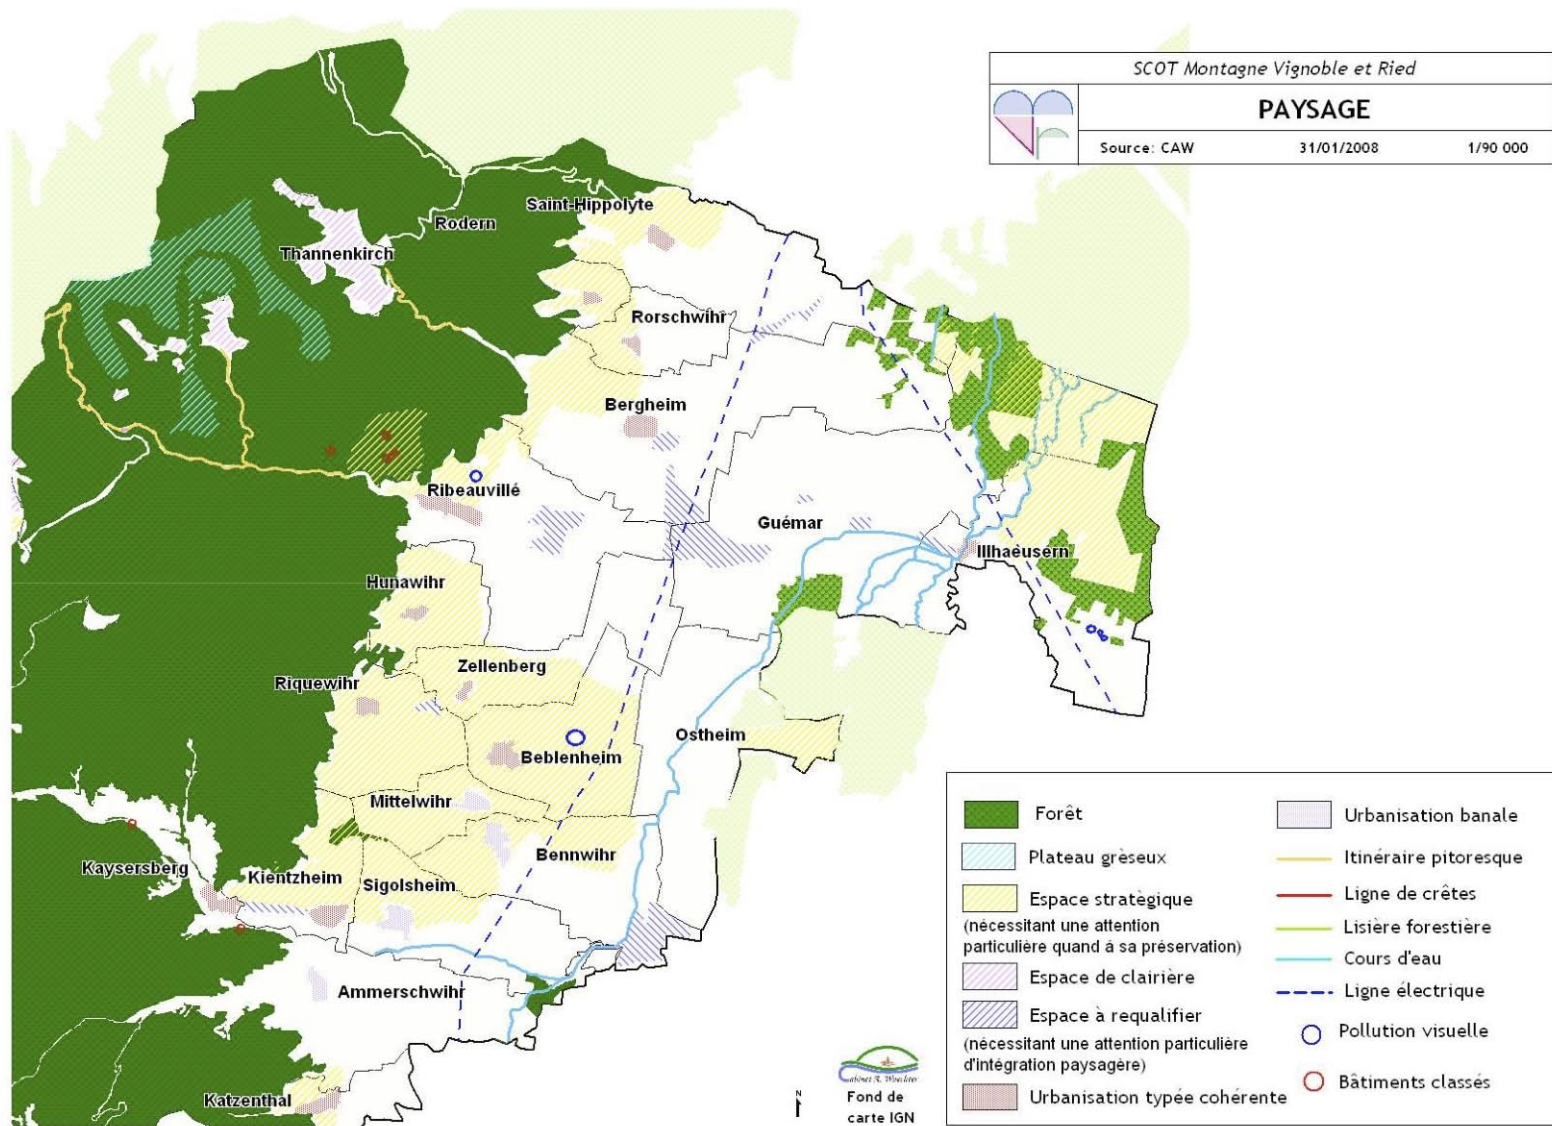 SCOT Montagne Vignoble et Ried
PAYSAGE
Source: CAW 31/01/2008 1/90 000
Saint-Hippolyte
Rodern
Thannenkirch
Rorschwihr
Bergheim
Ribeauvillé
Guémar
Illhaeusern
Hunawihr
Zellenberg
Riquewihr
Ostheim
Beblenheim
Mittelwihr
Bennwihr
Kaysersberg
Kientzheim
Sigolsheim
Ammerschwihr
Katzenthal
Forêt
Plateau grèseux
Espace stratègique
(nécessitant une attention
particulière quand á sa préservation)
Espace de clairière
Espace à requalifier
(nécessitant une attention particulière
d'intégration paysagère)
Urbanisation typée cohérente
Urbanisation banale
Itinéraire pitoresque
Ligne de crêtes
Lisière forestière
Cours d'eau
Ligne électrique
Pollution visuelle
Bâtiments classés
N
Cabinet A. Waechter
Fond de
carte IGN